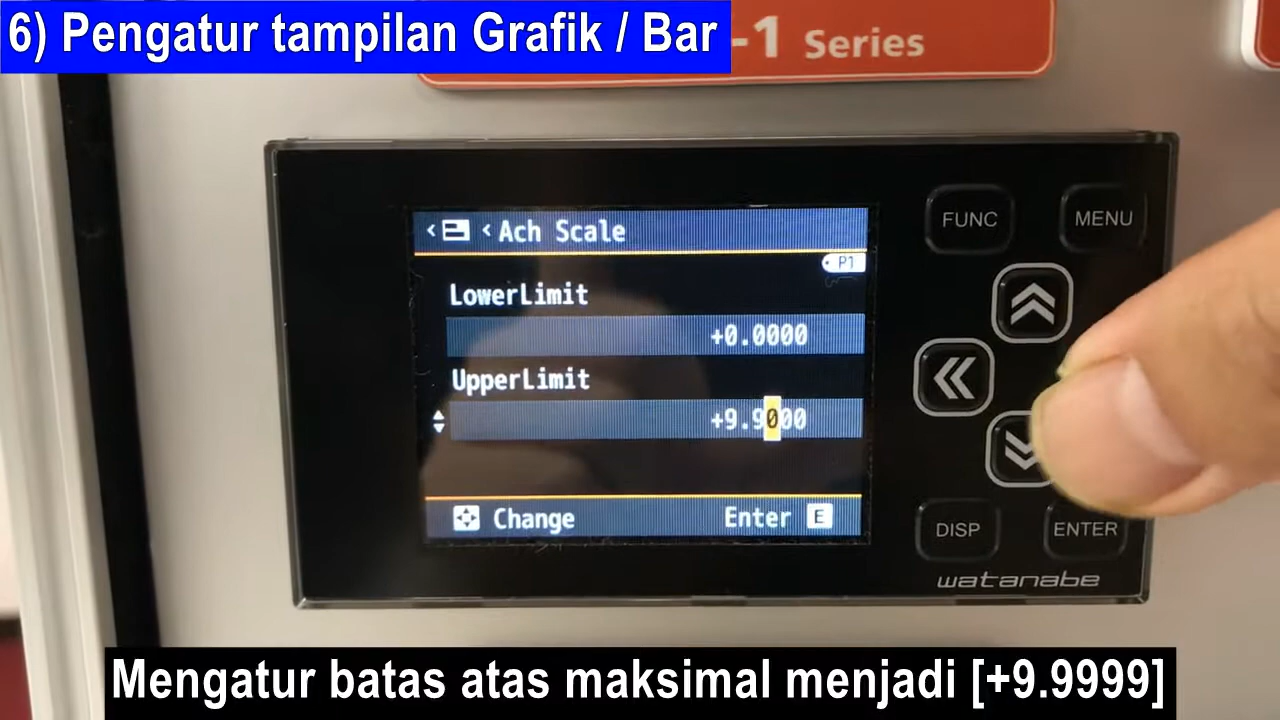 6) Pengatur tampilan Grafik / Bar
-1 Series
< < Ach Scale
P1
LowerLimit
+0.0000
UpperLimit
+9.9000
Change Enter E
FUNC MENU
DISP ENTER
watanabe
Mengatur batas atas maksimal menjadi [+9.9999]